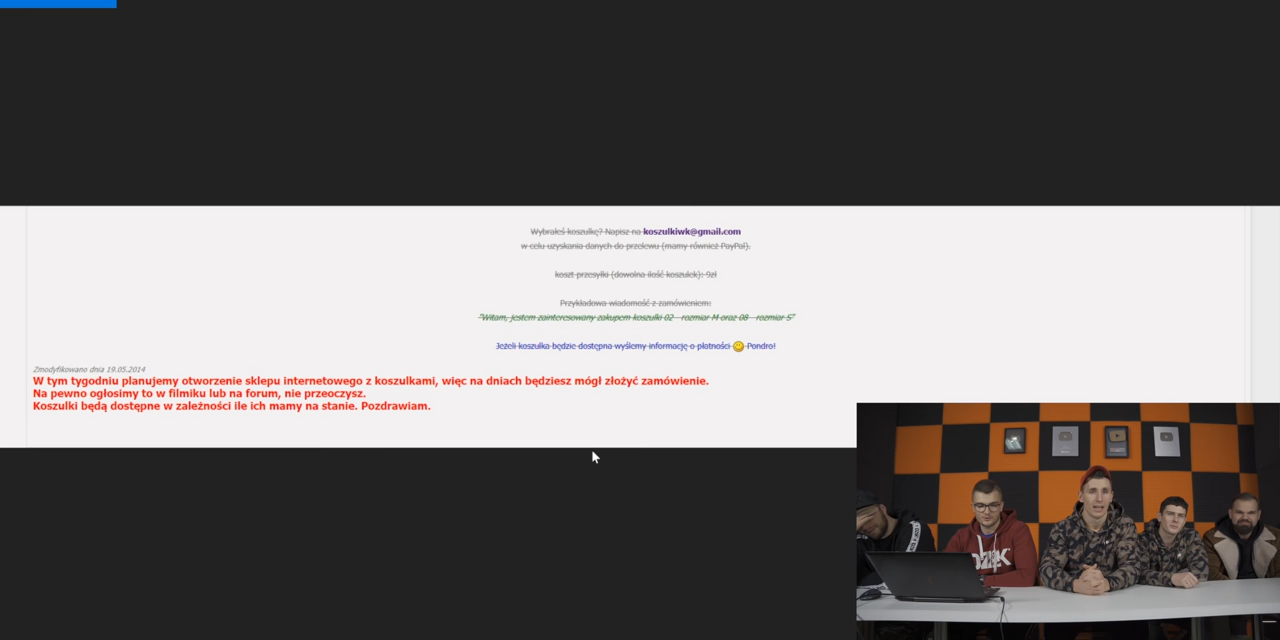 Wybrałeś koszulkę? Napisz na koszulkiwk@gmail.com
w celu uzyskania danych do przelewu (mamy również PayPal).
koszt przesyłki (dowolna ilość koszulek): 9zł
Przykładowa wiadomość z zamówieniem:
"Witam, jestem zainteresowany zakupem koszulki 02 - rozmiar M oraz 08 - rozmiar S"
Jeżeli koszulka będzie dostępna wyślemy informację o płatności Pondro!
Zmodyfikowano dnia 19.05.2014
W tym tygodniu planujemy otworzenie sklepu internetowego z koszulkami, więc na dniach będziesz mógł złożyć zamówienie.
Na pewno ogłosimy to w filmiku lub na forum, nie przeoczysz.
Koszulki będą dostępne w zależności ile ich mamy na stanie. Pozdrawiam.